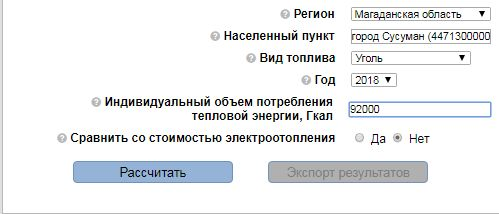 Регион Магаданская область
Населенный пункт город Сусуман (4471300000
Вид топлива Уголь
Год 2018
Индивидуальный объем потребления
тепловой энергии, Гкал 92000
Сравнить со стоимостью электроотопления Да Нет
Рассчитать Экспорт результатов